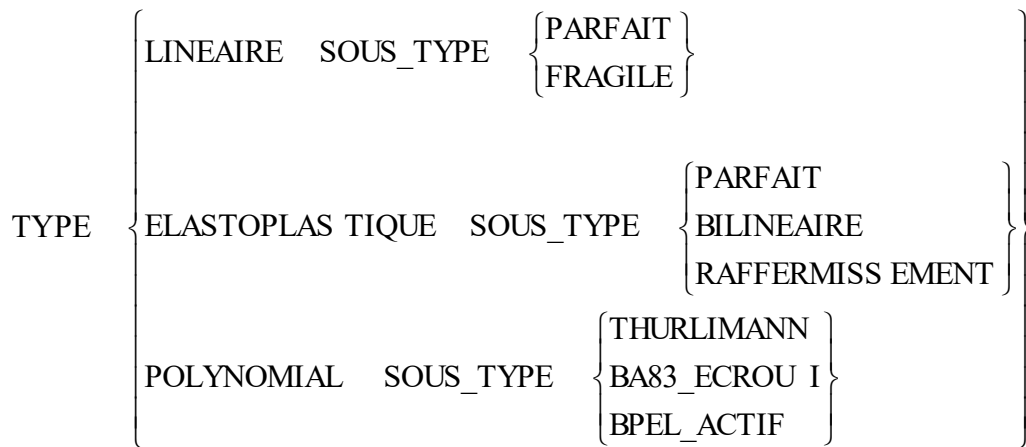 LINEAIRE SOUS_TYPE PARFAIT
FRAGILE
TYPE ELASTOPLAS TIQUE SOUS_TYPE PARFAIT
BILINEAIRE
RAFFERMISS EMENT
POLYNOMIAL SOUS_TYPE THURLIMANN
BA83_ECROU I
BPEL_ACTIF